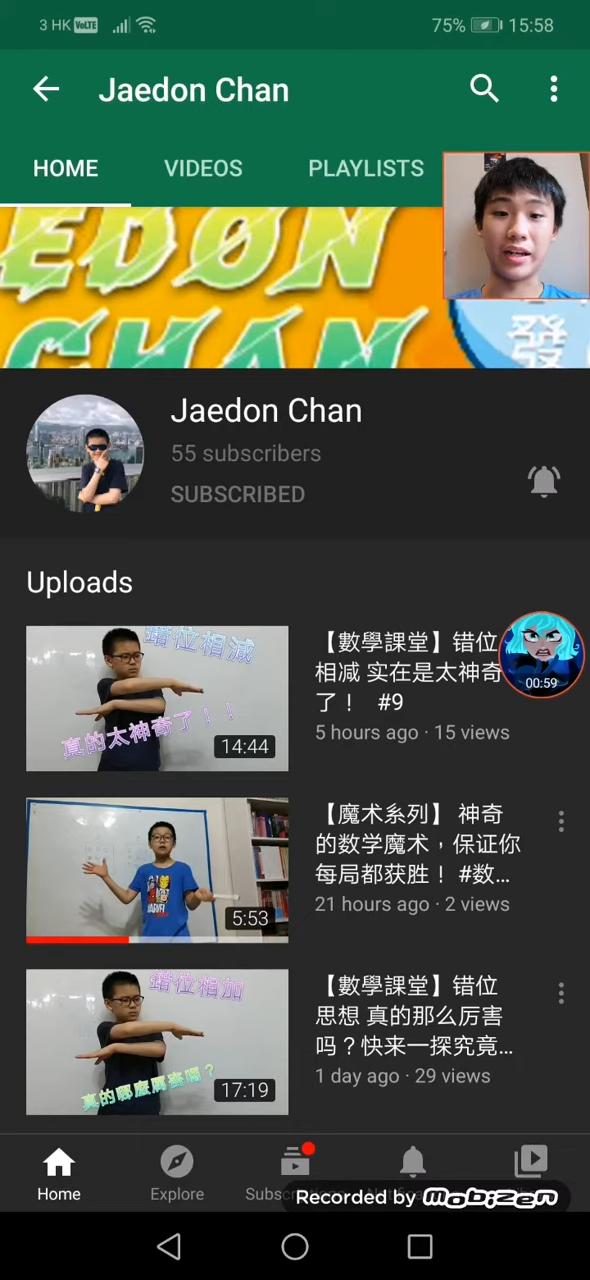 3 HK VoLTE 75% 15:58
Jaedon Chan
HOME VIDEOS PLAYLISTS
EDON
CHAN
發
Jaedon Chan
55 subscribers
SUBSCRIBED
Uploads
錯位相減
真的太神奇了！！
14:44
【數學課堂】错位
相减 实在是太神奇
了！ #9
5 hours ago · 15 views
00:59
5:53
【魔术系列】 神奇
的数学魔术，保证你
每局都获胜！ #数...
21 hours ago · 2 views
錯位相加
真的那麼厲害嗎？
17:19
【數學課堂】错位
思想 真的那么厉害
吗？快来一探究竟...
1 day ago · 29 views
Home Explore
Recorded by Mobizen